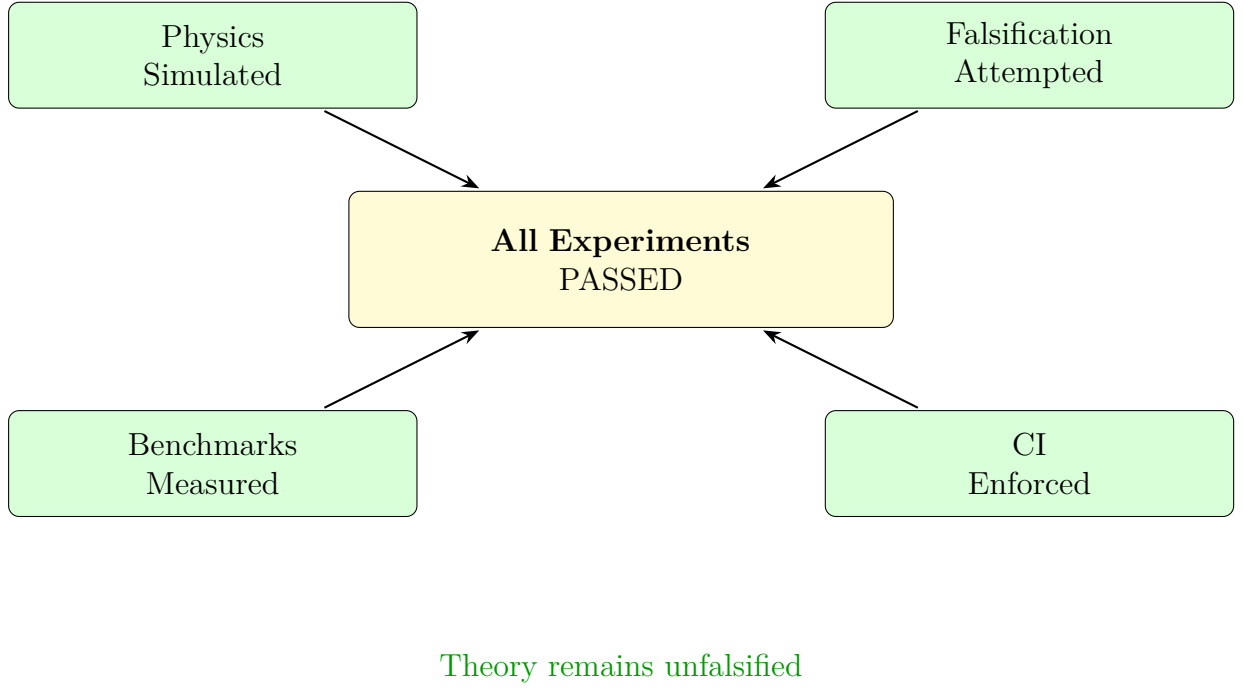 Physics
Simulated
Falsification
Attempted
All Experiments
PASSED
Benchmarks
Measured
CI
Enforced
Theory remains unfalsified